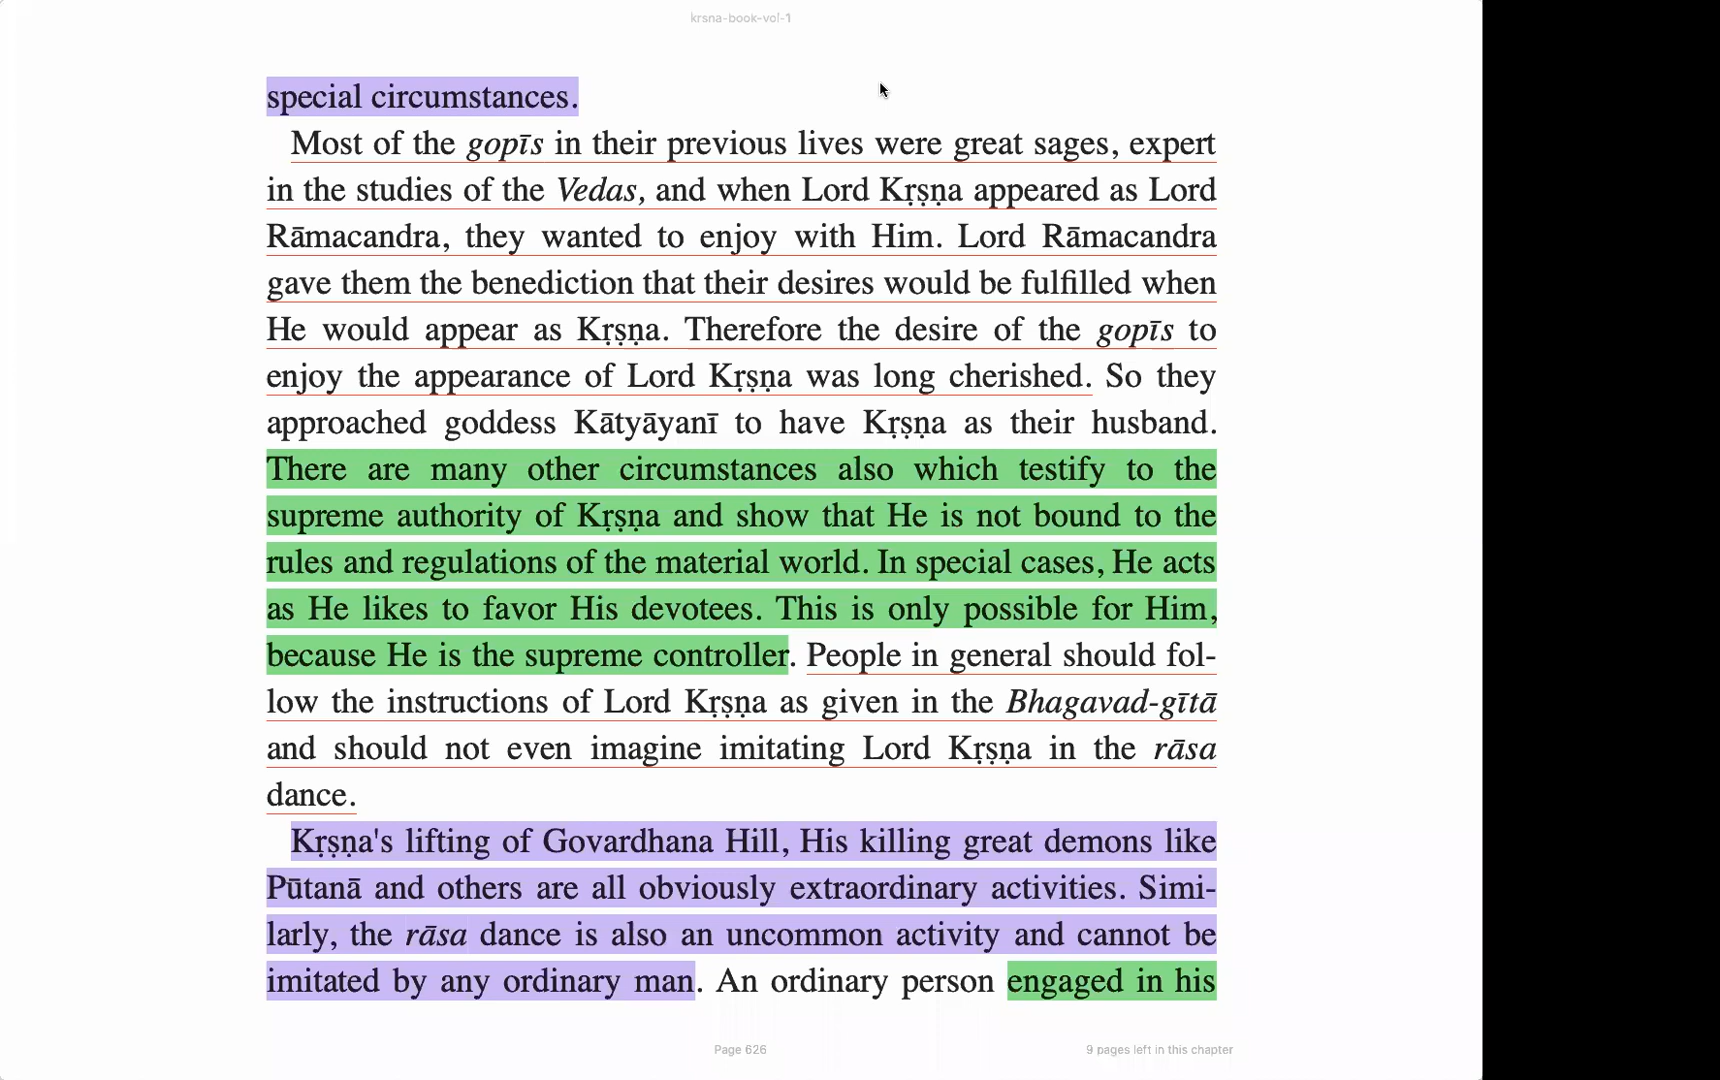 krsna-book-vol-1
special circumstances.
Most of the gopīs in their previous lives were great sages, expert
in the studies of the Vedas, and when Lord Kṛṣṇa appeared as Lord
Rāmacandra, they wanted to enjoy with Him. Lord Rāmacandra
gave them the benediction that their desires would be fulfilled when
He would appear as Kṛṣṇa. Therefore the desire of the gopīs to
enjoy the appearance of Lord Kṛṣṇa was long cherished. So they
approached goddess Kātyāyanī to have Kṛṣṇa as their husband.
There are many other circumstances also which testify to the
supreme authority of Kṛṣṇa and show that He is not bound to the
rules and regulations of the material world. In special cases, He acts
as He likes to favor His devotees. This is only possible for Him,
because He is the supreme controller. People in general should fol-
low the instructions of Lord Kṛṣṇa as given in the Bhagavad-gītā
and should not even imagine imitating Lord Kṛṣṇa in the rāsa
dance.
Kṛṣṇa's lifting of Govardhana Hill, His killing great demons like
Pūtanā and others are all obviously extraordinary activities. Simi-
larly, the rāsa dance is also an uncommon activity and cannot be
imitated by any ordinary man. An ordinary person engaged in his
Page 626
9 pages left in this chapter